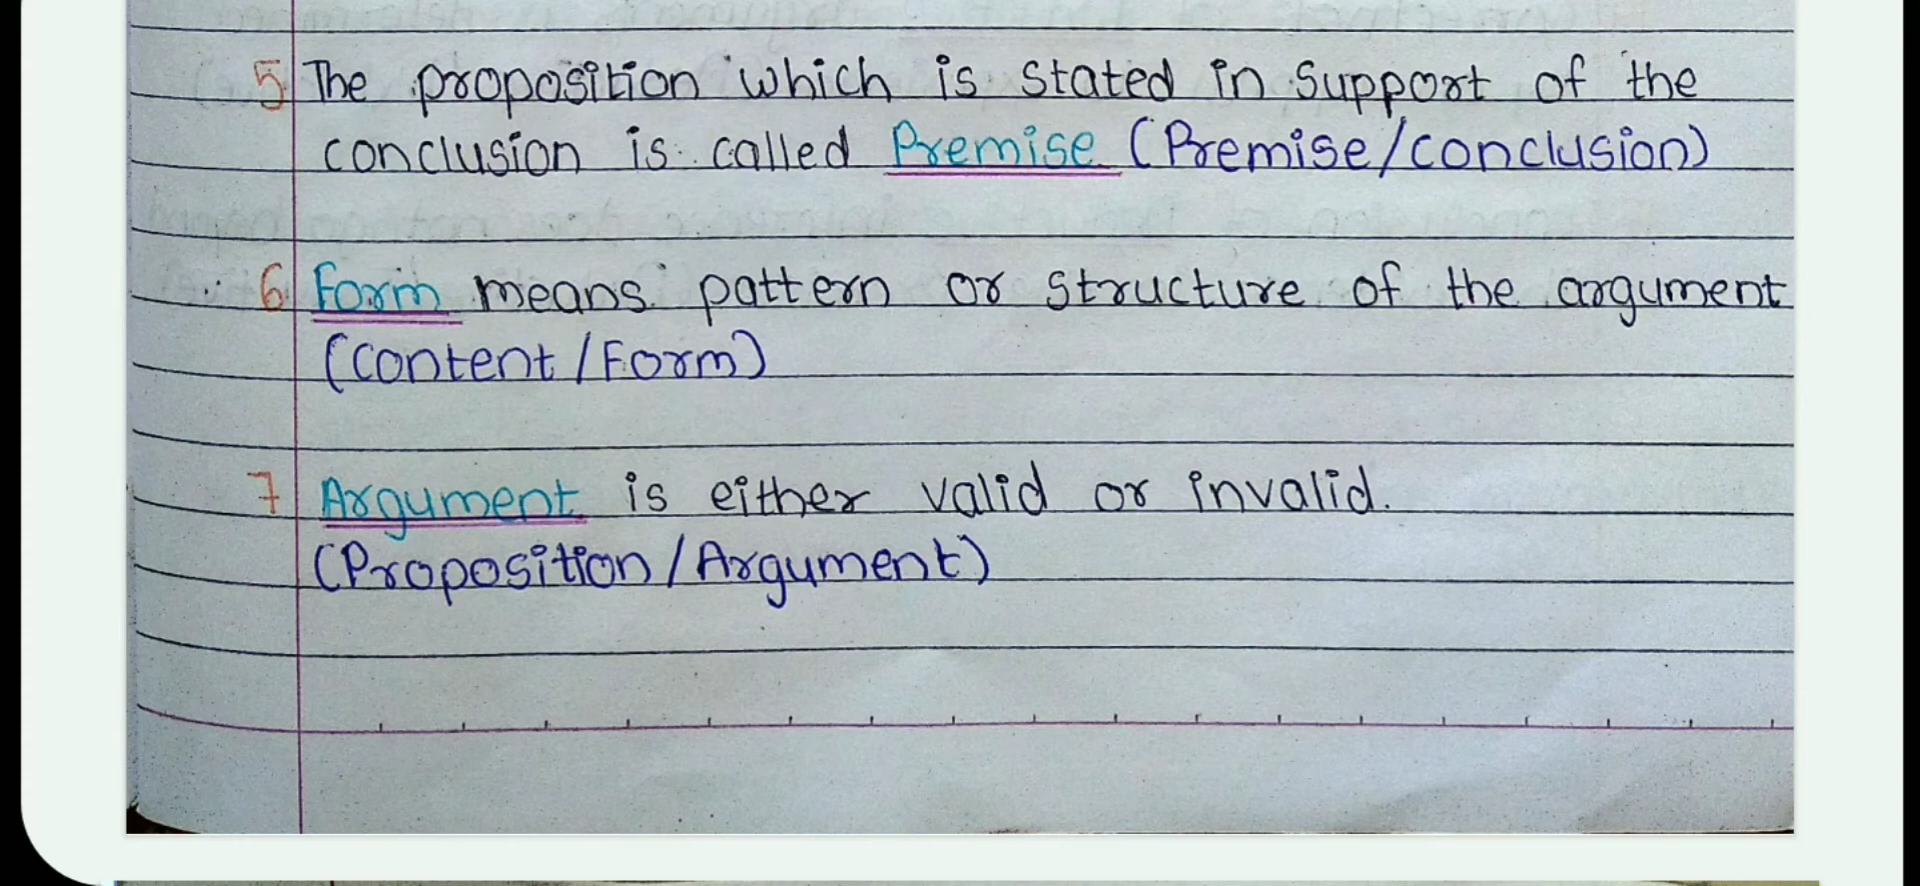 5 The proposition which is stated in support of the
conclusion is called Premise (Premise/conclusion)
6 Form means pattern or structure of the argument
(content / Form)
7 Argument is either valid or invalid.
(Proposition / Argument)